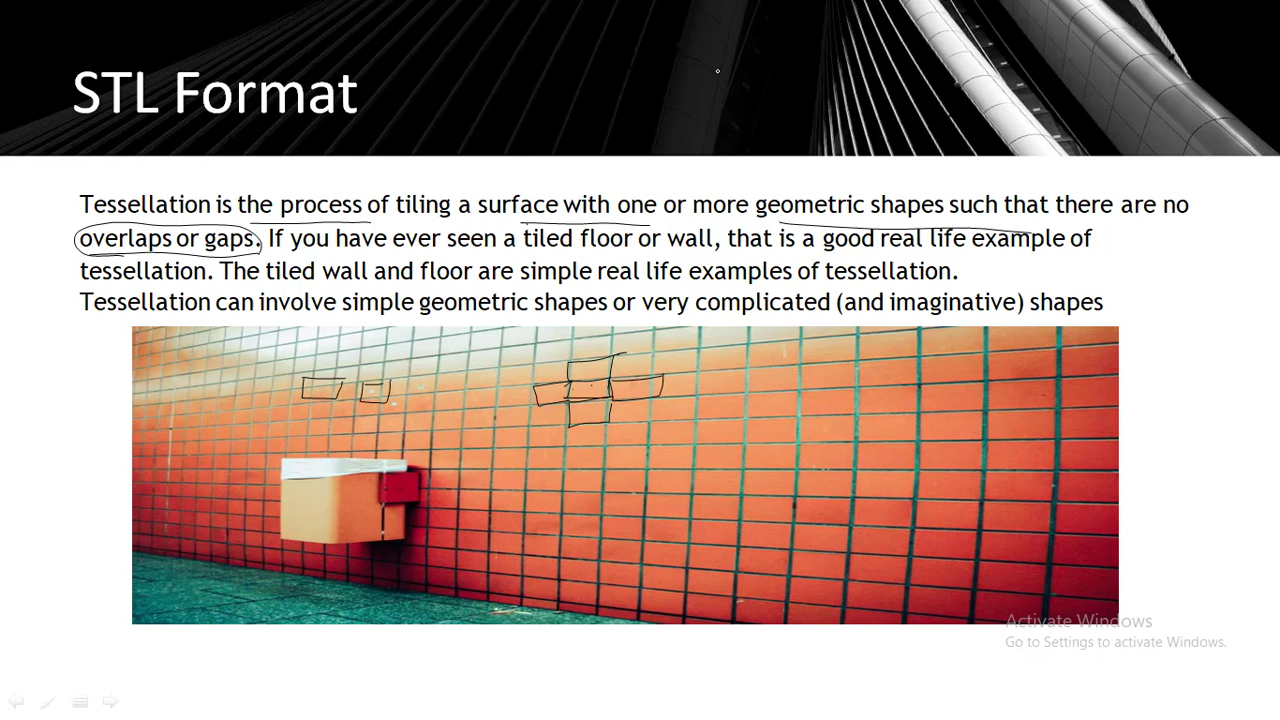 STL Format
Tessellation is the process of tiling a surface with one or more geometric shapes such that there are no
overlaps or gaps. If you have ever seen a tiled floor or wall, that is a good real life example of
tessellation. The tiled wall and floor are simple real life examples of tessellation.
Tessellation can involve simple geometric shapes or very complicated (and imaginative) shapes
Activate Windows
Go to Settings to activate Windows.